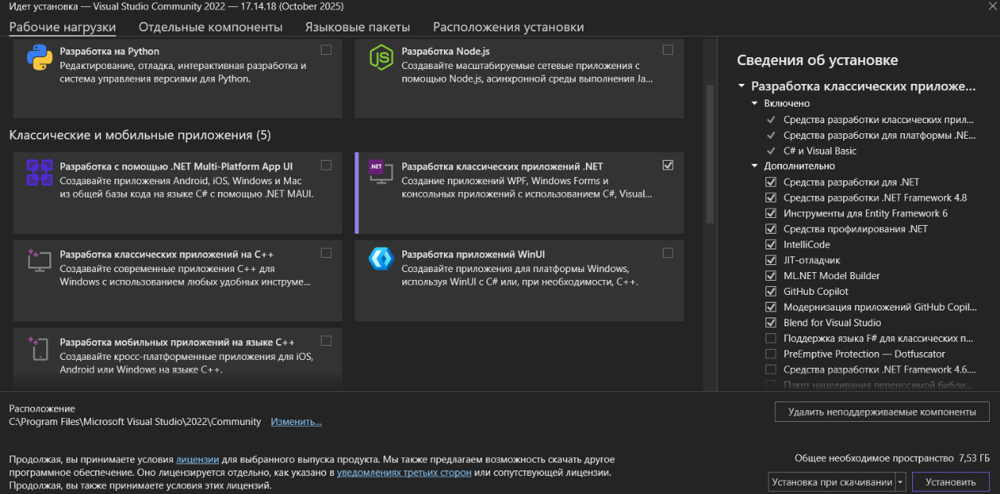 Идет установка — Visual Studio Community 2022 — 17.14.18 (October 2025)
Рабочие нагрузки
Отдельные компоненты
Языковые пакеты
Расположения установки
Разработка на Python
Редактирование, отладка, интерактивная разработка и
система управления версиями для Python.
Разработка Node.js
Создавайте масштабируемые сетевые приложения с
помощью Node.js, асинхронной среды выполнения Ja...
Классические и мобильные приложения (5)
Разработка с помощью .NET Multi-Platform App UI
Создавайте приложения Android, iOS, Windows и Mac
из общей базы кода на языке C# с помощью .NET MAUI.
.NET
Разработка классических приложений .NET
Создание приложений WPF, Windows Forms и
консольных приложений с использованием C#, Visual...
Разработка классических приложений на C++
Создавайте современные приложения C++ для
Windows с использованием любых удобных инструме...
Разработка приложений WinUI
Создавайте приложения для платформы Windows,
используя WinUI с C# или, при необходимости, C++.
Разработка мобильных приложений на языке C++
Создавайте кросс-платформенные приложения для iOS,
Android или Windows на языке C++.
Сведения об установке
Разработка классических приложе...
Включено
Средства разработки классических прил...
Средства разработки для платформы .NE...
C# и Visual Basic
Дополнительно
Средства разработки для .NET
Средства разработки .NET Framework 4.8
Инструменты для Entity Framework 6
Средства профилирования .NET
IntelliCode
JIT-отладчик
ML.NET Model Builder
GitHub Copilot
Модернизация приложений GitHub Copil...
Blend for Visual Studio
Поддержка языка F# для классических п...
PreEmptive Protection — Dotfuscator
Средства разработки .NET Framework 4.6....
Пакет нацеливания переносимой библи...
Расположение
C:\Program Files\Microsoft Visual Studio\2022\Community
Изменить...
Удалить неподдерживаемые компоненты
Продолжая, вы принимаете условия лицензии для выбранного выпуска продукта. Мы также предлагаем возможность скачать другое
программное обеспечение. Оно лицензируется отдельно, как указано в уведомлениях третьих сторон или сопутствующей лицензии.
Продолжая, вы также принимаете условия этих лицензий.
Общее необходимое пространство 7,53 ГБ
Установка при скачивании
Установить